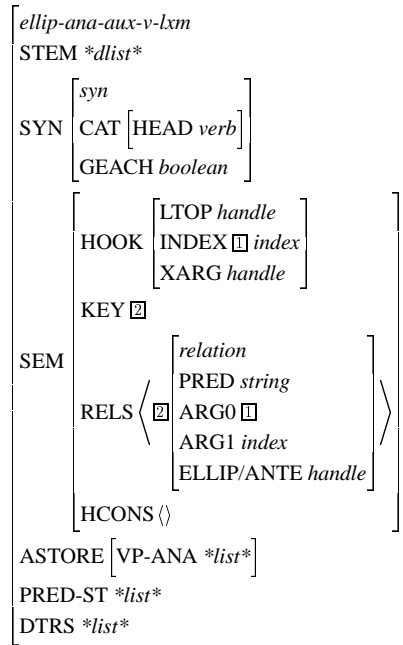 ellip-ana-aux-v-lxm
STEM *dlist*
syn
SYN CAT HEAD verb
GEACH boolean
LTOP handle
HOOK INDEX 1 index
XARG handle
KEY 2
SEM
relation
PRED string
RELS ⟨ 2 ARG0 1 ⟩
ARG1 index
ELLIP/ANTE handle
HCONS ⟨⟩
ASTORE [VP-ANA *list*]
PRED-ST *list*
DTRS *list*